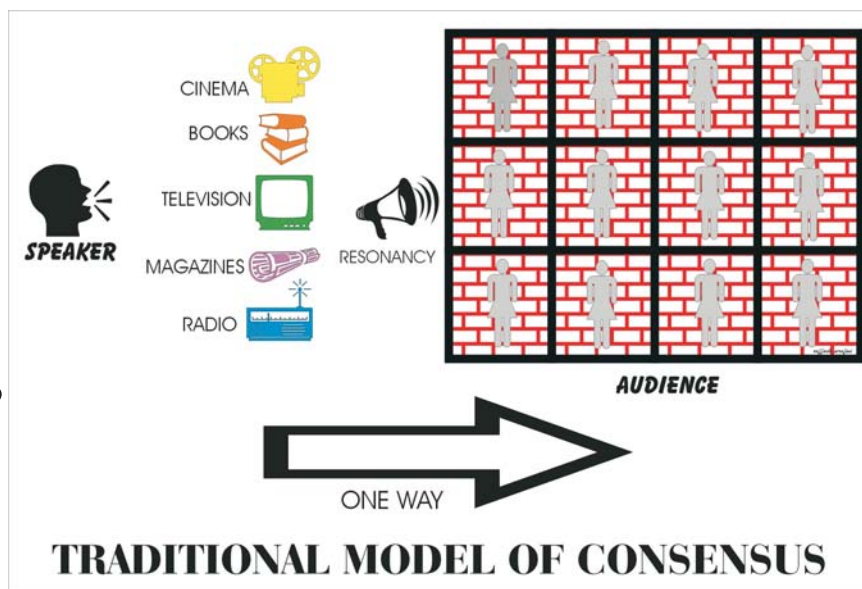 CINEMA
BOOKS
TELEVISION
MAGAZINES
RADIO
SPEAKER
RESONANCY
AUDIENCE
ONE WAY
TRADITIONAL MODEL OF CONSENSUS